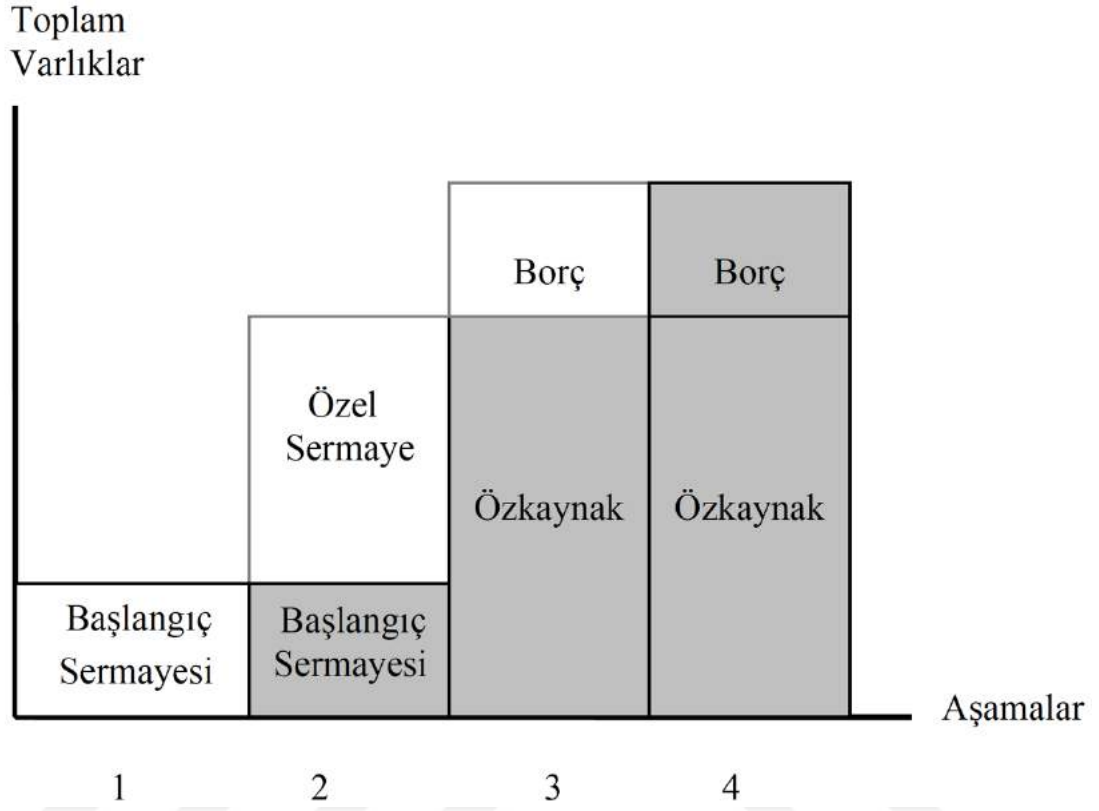 Toplam
Varlıklar
Borç
Borç
Özel
Sermaye
Özkaynak
Özkaynak
Başlangıç
Sermayesi
Başlangıç
Sermayesi
Aşamalar
1 2 3 4